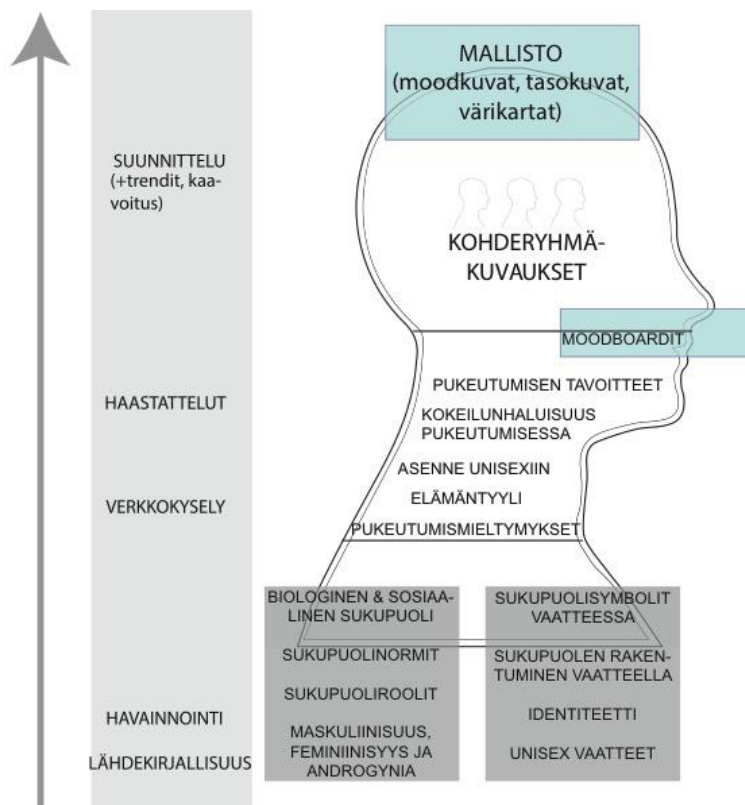 MALLISTO
(moodkuvat, tasokuvat,
värikartat)
SUUNNITTELU
(+trendit, kaa-
voitus)
KOHDERYHMÄ-
KUVAUKSET
MOODBOARDIT
HAASTATTELUT
PUKEUTUMISEN TAVOITTEET
KOKEILUNHALUISUUS
PUKEUTUMISESSA
ASENNE UNISEXIIN
ELÄMÄNTYYLI
PUKEUTUMISMIELTYMYKSET
VERKKOKYSELY
BIOLOGINEN & SOSIAA-
LINEN SUKUPUOLI
SUKUPUOLINORMIT
SUKUPUOLIROOLIT
MASKULIINISUUS,
FEMINIINISYYS JA
ANDROGYNIA
SUKUPUOLISYMBOLIT
VAATTEESSA
SUKUPUOLEN RAKEN-
TUMINEN VAATTEELLA
IDENTITEETTI
UNISEX VAATTEET
HAVAINNOINTI
LÄHDEKIRJALLISUUS